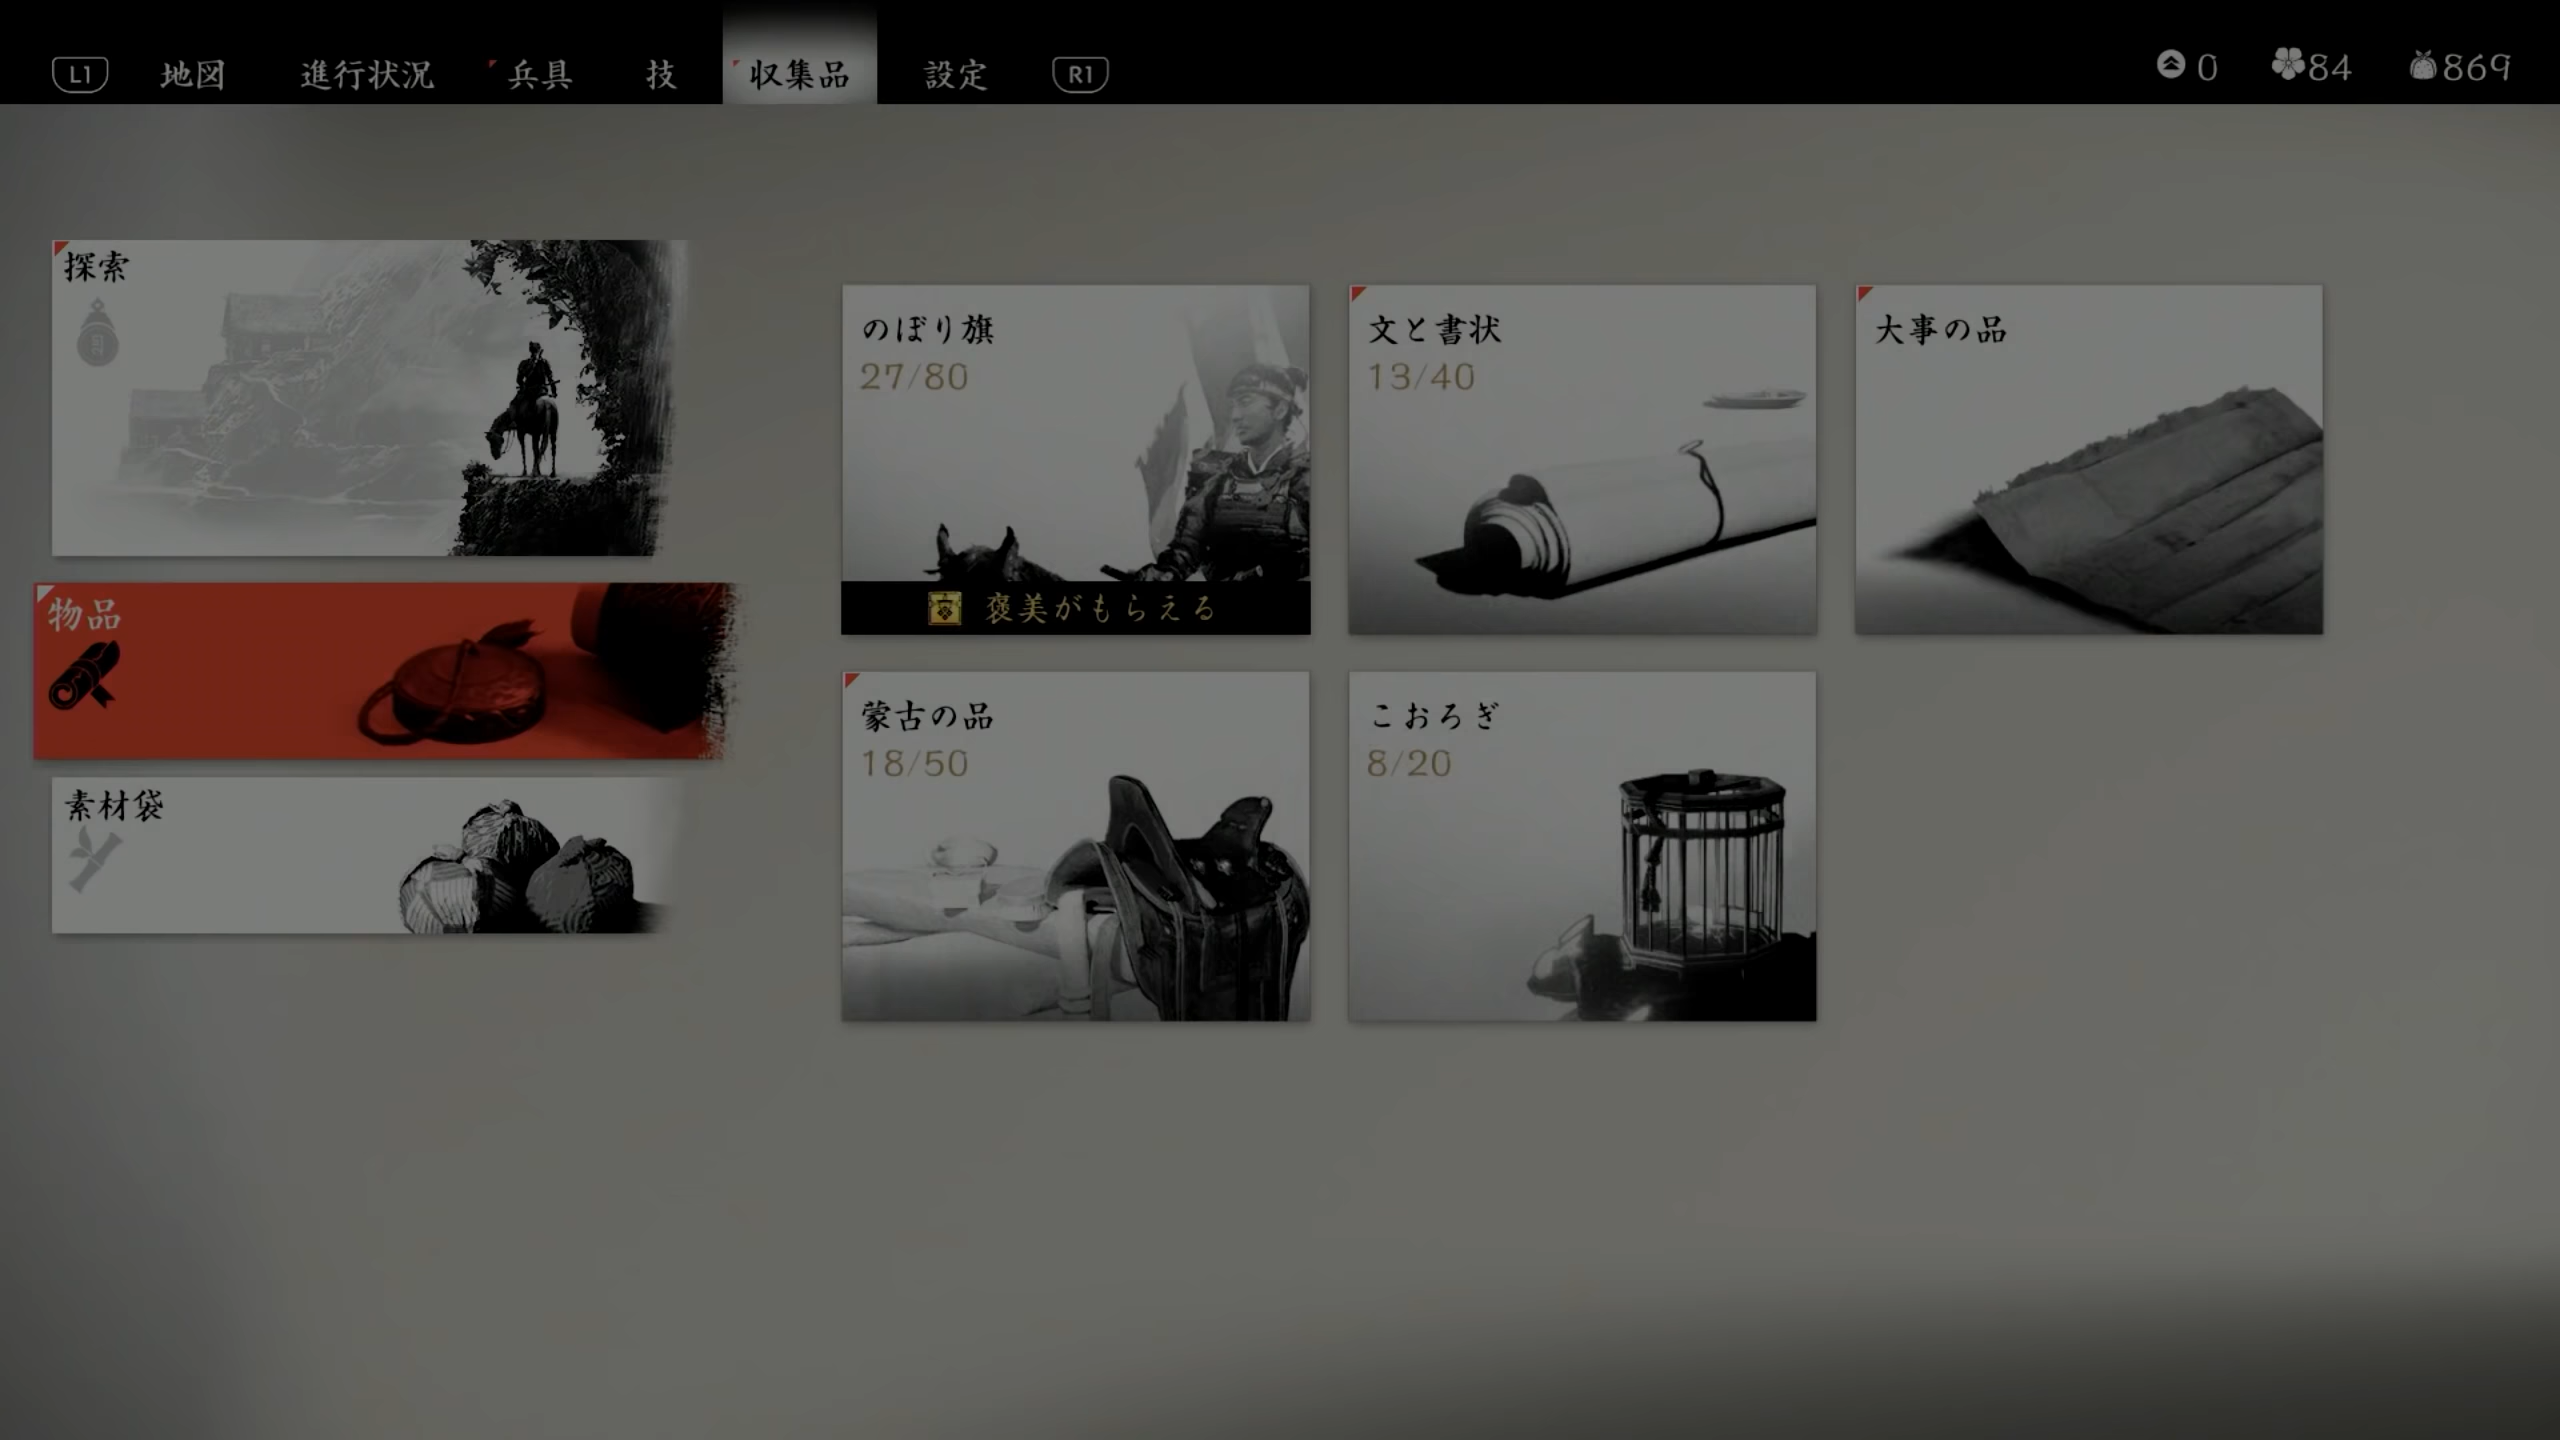 L1 地図 進行状況 兵具 技 収集品 設定 R1 0 84 869
探索
物品
素材袋
のぼり旗
27/80
褒美がもらえる
文と書状
13/40
大事の品
蒙古の品
18/50
こおろぎ
8/20